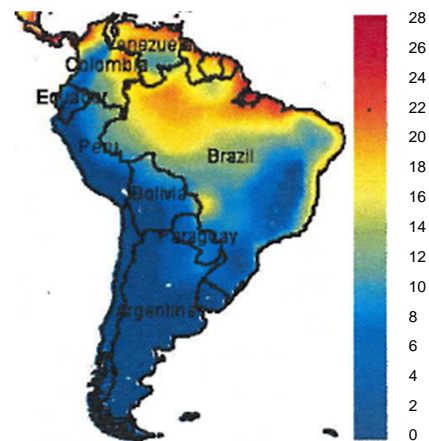 Venezuela
Colombia
Ecuador
Peru
Brazil
Bolivia
Paraguay
Argentina
28
26
24
22
20
18
16
14
12
10
8
6
4
2
0